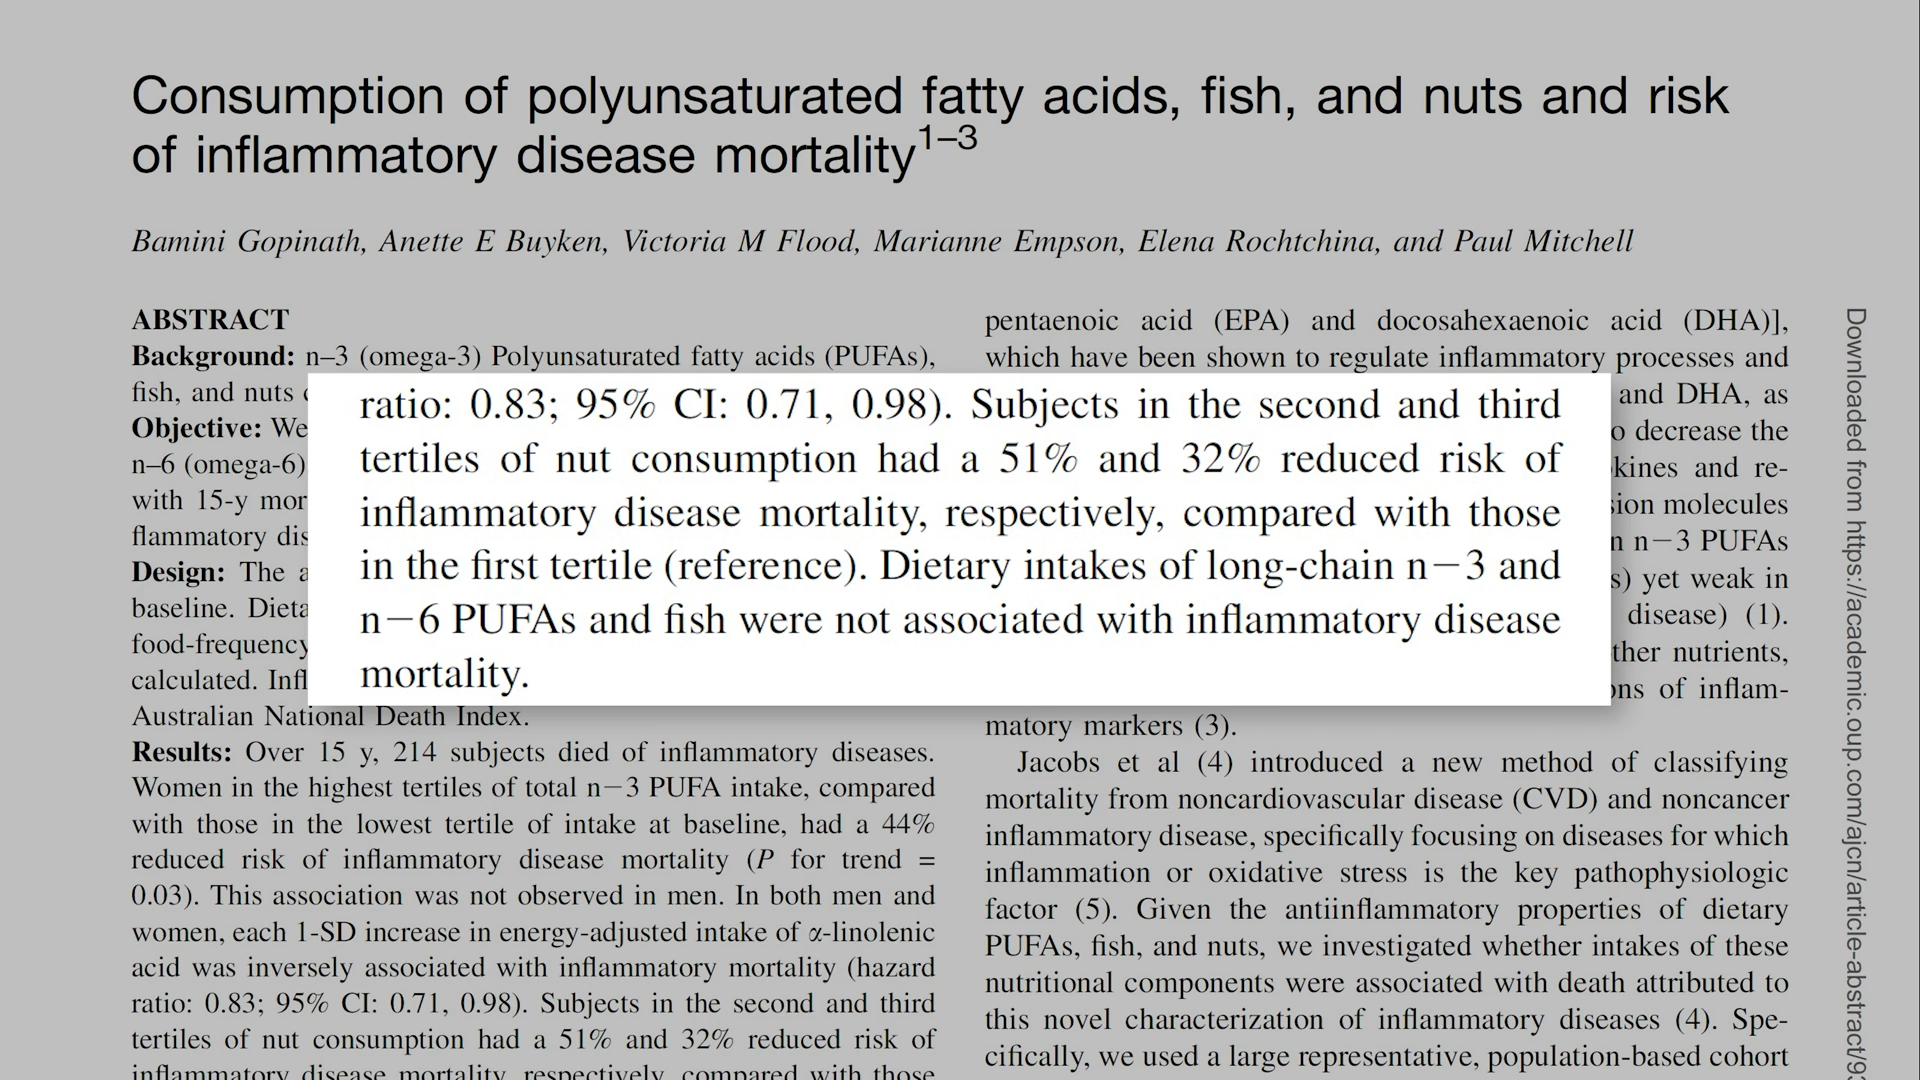 Consumption of polyunsaturated fatty acids, fish, and nuts and risk
of inflammatory disease mortality1–3
Bamini Gopinath, Anette E Buyken, Victoria M Flood, Marianne Empson, Elena Rochtchina, and Paul Mitchell
ABSTRACT
Background: n–3 (omega-3) Polyunsaturated fatty acids (PUFAs),
fish, and nuts
Objective: We
n–6 (omega-6)
with 15-y mor
flammatory dis
Design: The a
baseline. Dieta
food-frequency
calculated. Infl
Australian National Death Index.
Results: Over 15 y, 214 subjects died of inflammatory diseases.
Women in the highest tertiles of total n−3 PUFA intake, compared
with those in the lowest tertile of intake at baseline, had a 44%
reduced risk of inflammatory disease mortality (P for trend =
0.03). This association was not observed in men. In both men and
women, each 1-SD increase in energy-adjusted intake of α-linolenic
acid was inversely associated with inflammatory mortality (hazard
ratio: 0.83; 95% CI: 0.71, 0.98). Subjects in the second and third
tertiles of nut consumption had a 51% and 32% reduced risk of
inflammatory disease mortality, respectively, compared with those
ratio: 0.83; 95% CI: 0.71, 0.98). Subjects in the second and third
tertiles of nut consumption had a 51% and 32% reduced risk of
inflammatory disease mortality, respectively, compared with those
in the first tertile (reference). Dietary intakes of long-chain n−3 and
n−6 PUFAs and fish were not associated with inflammatory disease
mortality.
pentaenoic acid (EPA) and docosahexaenoic acid (DHA)],
which have been shown to regulate inflammatory processes and
and DHA, as
o decrease the
kines and re-
sion molecules
n n−3 PUFAs
s) yet weak in
disease) (1).
ther nutrients,
ons of inflam-
matory markers (3).
Jacobs et al (4) introduced a new method of classifying
mortality from noncardiovascular disease (CVD) and noncancer
inflammatory disease, specifically focusing on diseases for which
inflammation or oxidative stress is the key pathophysiologic
factor (5). Given the antiinflammatory properties of dietary
PUFAs, fish, and nuts, we investigated whether intakes of these
nutritional components were associated with death attributed to
this novel characterization of inflammatory diseases (4). Spe-
cifically, we used a large representative, population-based cohort
Downloaded from https://academic.oup.com/ajcn/article-abstract/93